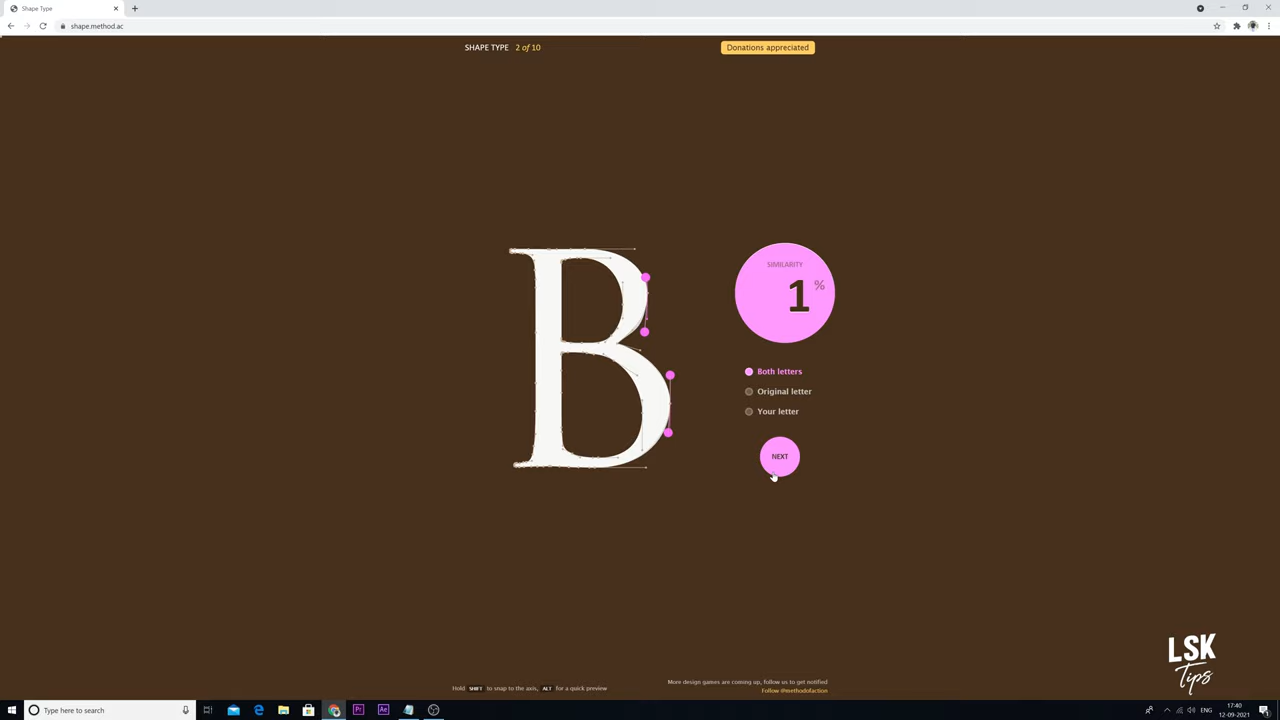 Shape Type
shape.method.ac
SHAPE TYPE 2 of 10
Donations appreciated
B
SIMILARITY
1 %
Both letters
Original letter
Your letter
NEXT
Hold SHIFT to snap to the axis, ALT for a quick preview
More design games are coming up, follow us to get notified
Follow @methodofaction
LSK
Tips
Type here to search
Pr
Ae
ENG
17:40
12-09-2021